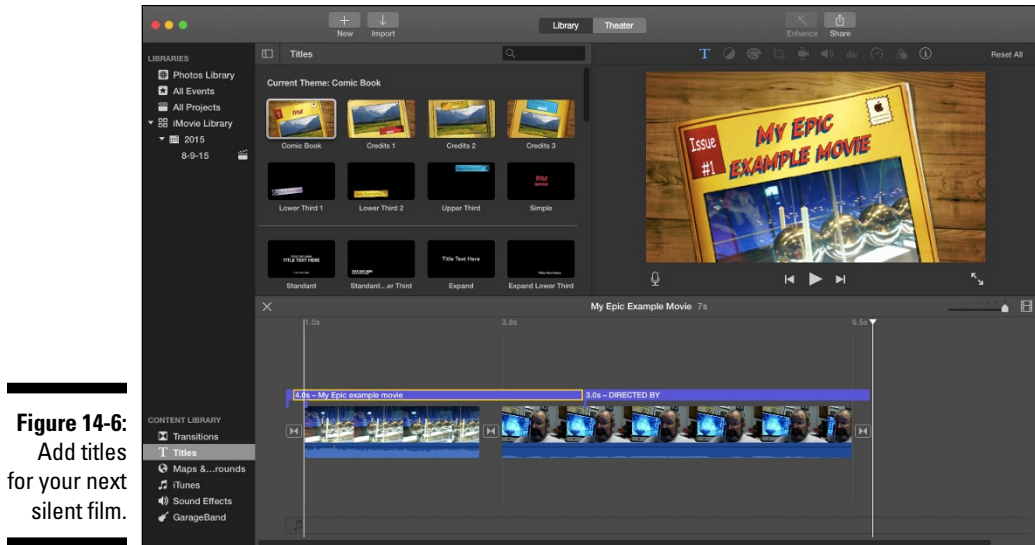 New
Import
Library
Theater
Enhance
Share
LIBRARIES
Photos Library
All Events
All Projects
iMovie Library
2015
8-9-15
Titles
Reset All
Current Theme: Comic Book
Comic Book
Credits 1
Credits 2
Credits 3
Lower Third 1
Lower Third 2
Upper Third
Simple
TITLE TEXT HERE
Title Text Here
Standard
Standard...er Third
Expand
Expand Lower Third
Issue
#1
MY EPIC
EXAMPLE MOVIE
My Epic Example Movie 7s
1.0s
3.8s
6.5s
4.0s – My Epic example movie
3.0s – DIRECTED BY
CONTENT LIBRARY
Transitions
Titles
Maps &...rounds
iTunes
Sound Effects
GarageBand
Figure 14-6:
Add titles
for your next
silent film.